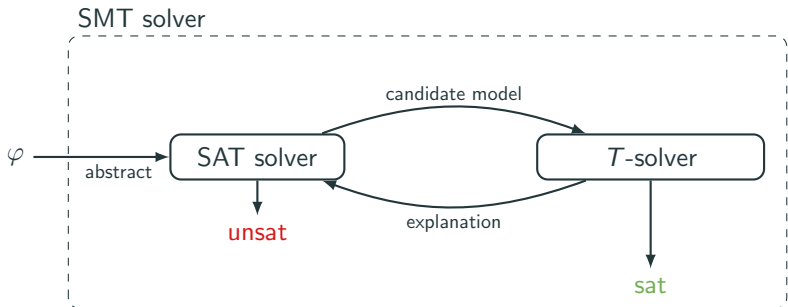 SMT solver
candidate model
φ
abstract
SAT solver
T-solver
explanation
unsat
sat